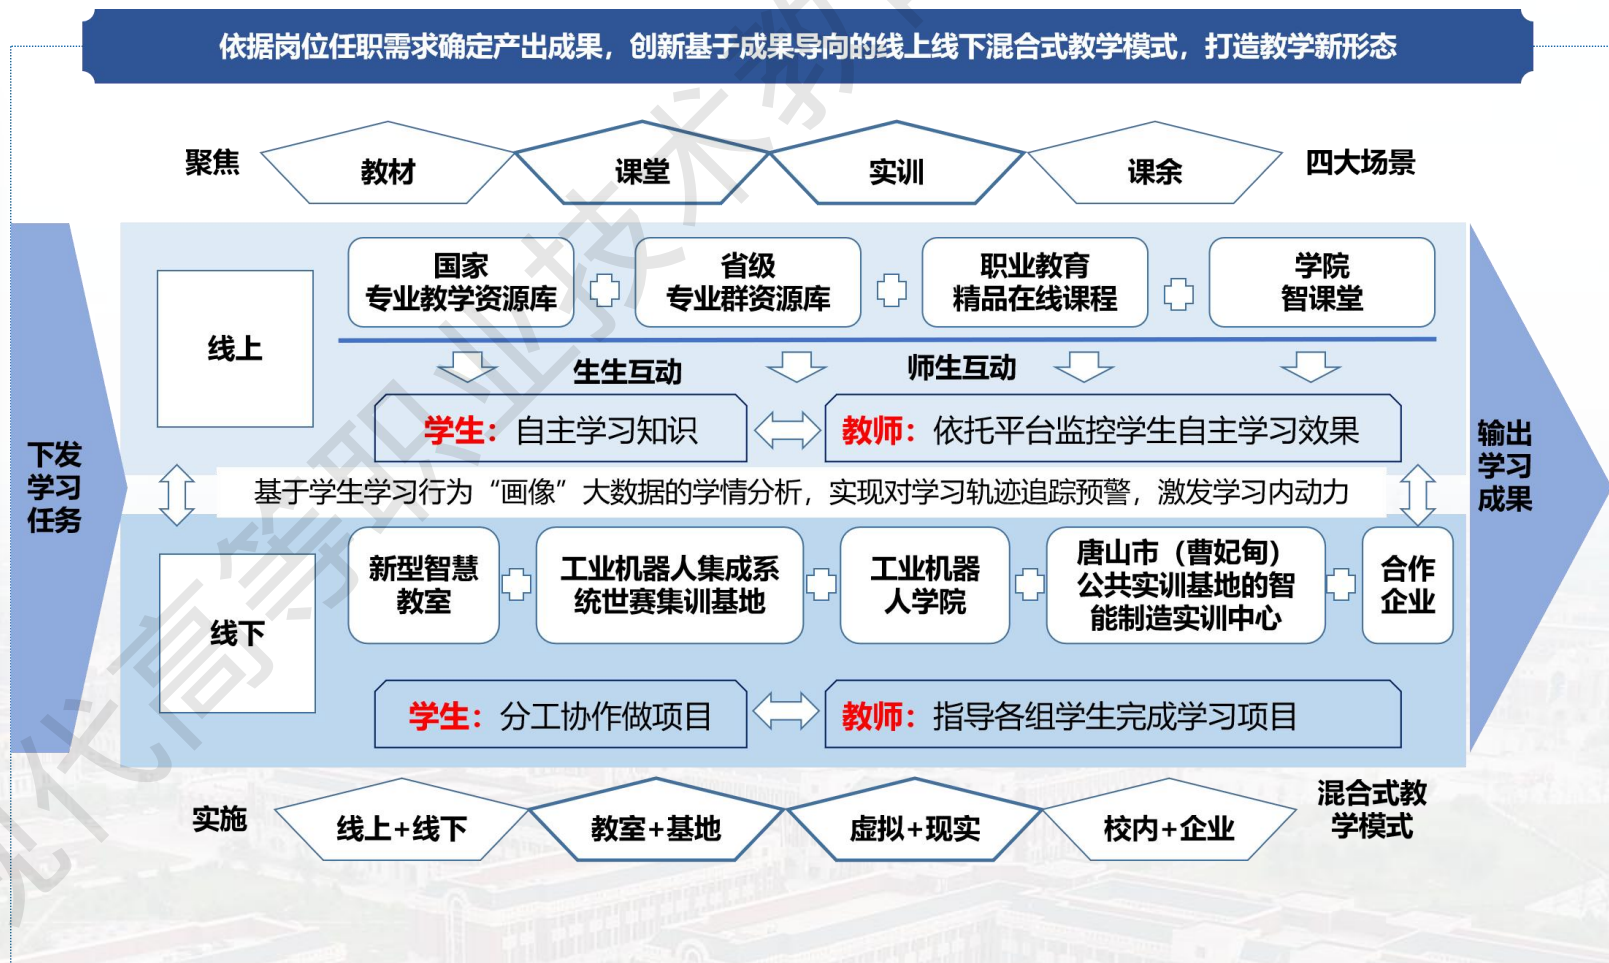 依据岗位任职需求确定产出成果，创新基于成果导向的线上线下混合式教学模式，打造教学新形态
聚焦
教材
课堂
实训
课余
四大场景
下发
学习
任务
线上
国家
专业教学资源库
省级
专业群资源库
职业教育
精品在线课程
学院
智课堂
生生互动
师生互动
学生：自主学习知识
教师：依托平台监控学生自主学习效果
基于学生学习行为“画像”大数据的学情分析，实现对学习轨迹追踪预警，激发学习内动力
线下
新型智慧
教室
工业机器人集成系
统世赛集训基地
工业机器
人学院
唐山市（曹妃甸）
公共实训基地的智
能制造实训中心
合作
企业
学生：分工协作做项目
教师：指导各组学生完成学习项目
输出
学习
成果
实施
线上+线下
教室+基地
虚拟+现实
校内+企业
混合式教
学模式
现代高等职业技术教